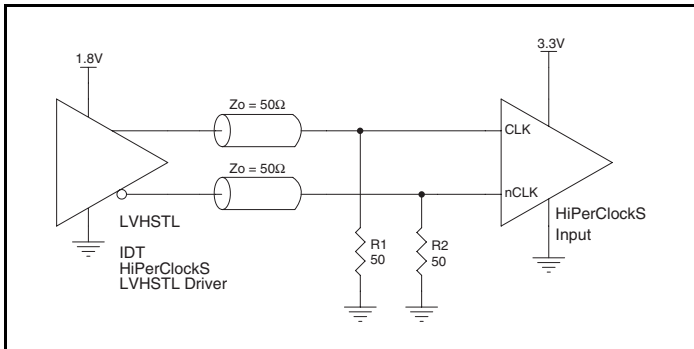 1.8V
3.3V
Zo = 50Ω
CLK
Zo = 50Ω
nCLK
LVHSTL
IDT
HiPerClockS
LVHSTL Driver
R1
50
R2
50
HiPerClockS
Input